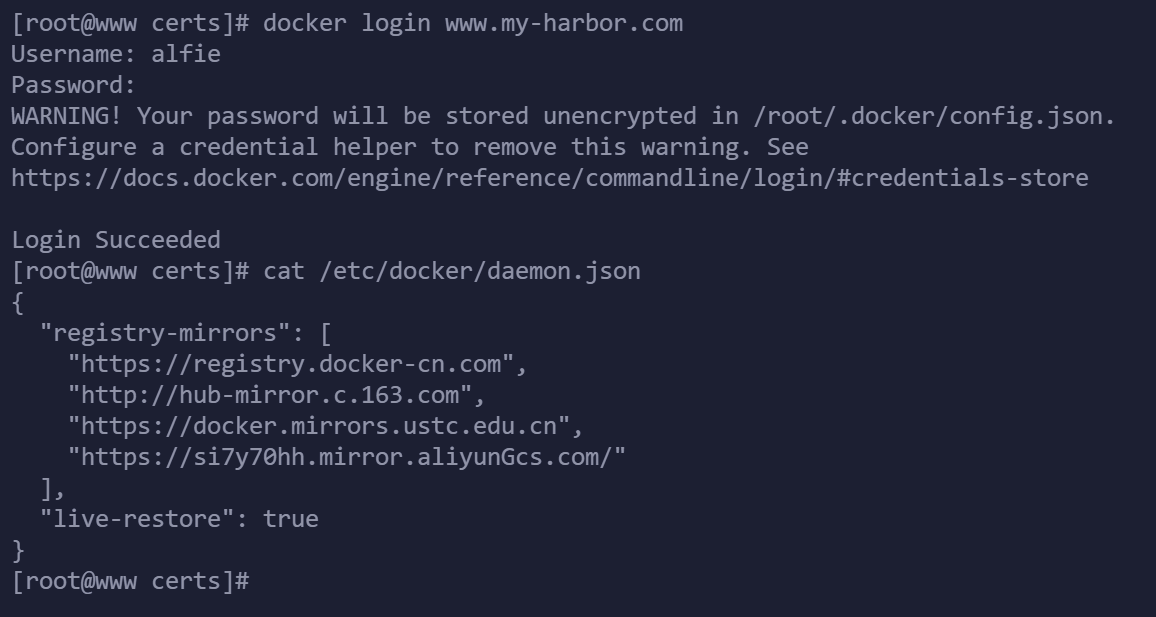 [root@www certs]# docker login www.my-harbor.com
Username: alfie
Password:
WARNING! Your password will be stored unencrypted in /root/.docker/config.json.
Configure a credential helper to remove this warning. See
https://docs.docker.com/engine/reference/commandline/login/#credentials-store

Login Succeeded
[root@www certs]# cat /etc/docker/daemon.json
{
  "registry-mirrors": [
    "https://registry.docker-cn.com",
    "http://hub-mirror.c.163.com",
    "https://docker.mirrors.ustc.edu.cn",
    "https://si7y70hh.mirror.aliyunGcs.com/"
  ],
  "live-restore": true
}
[root@www certs]#